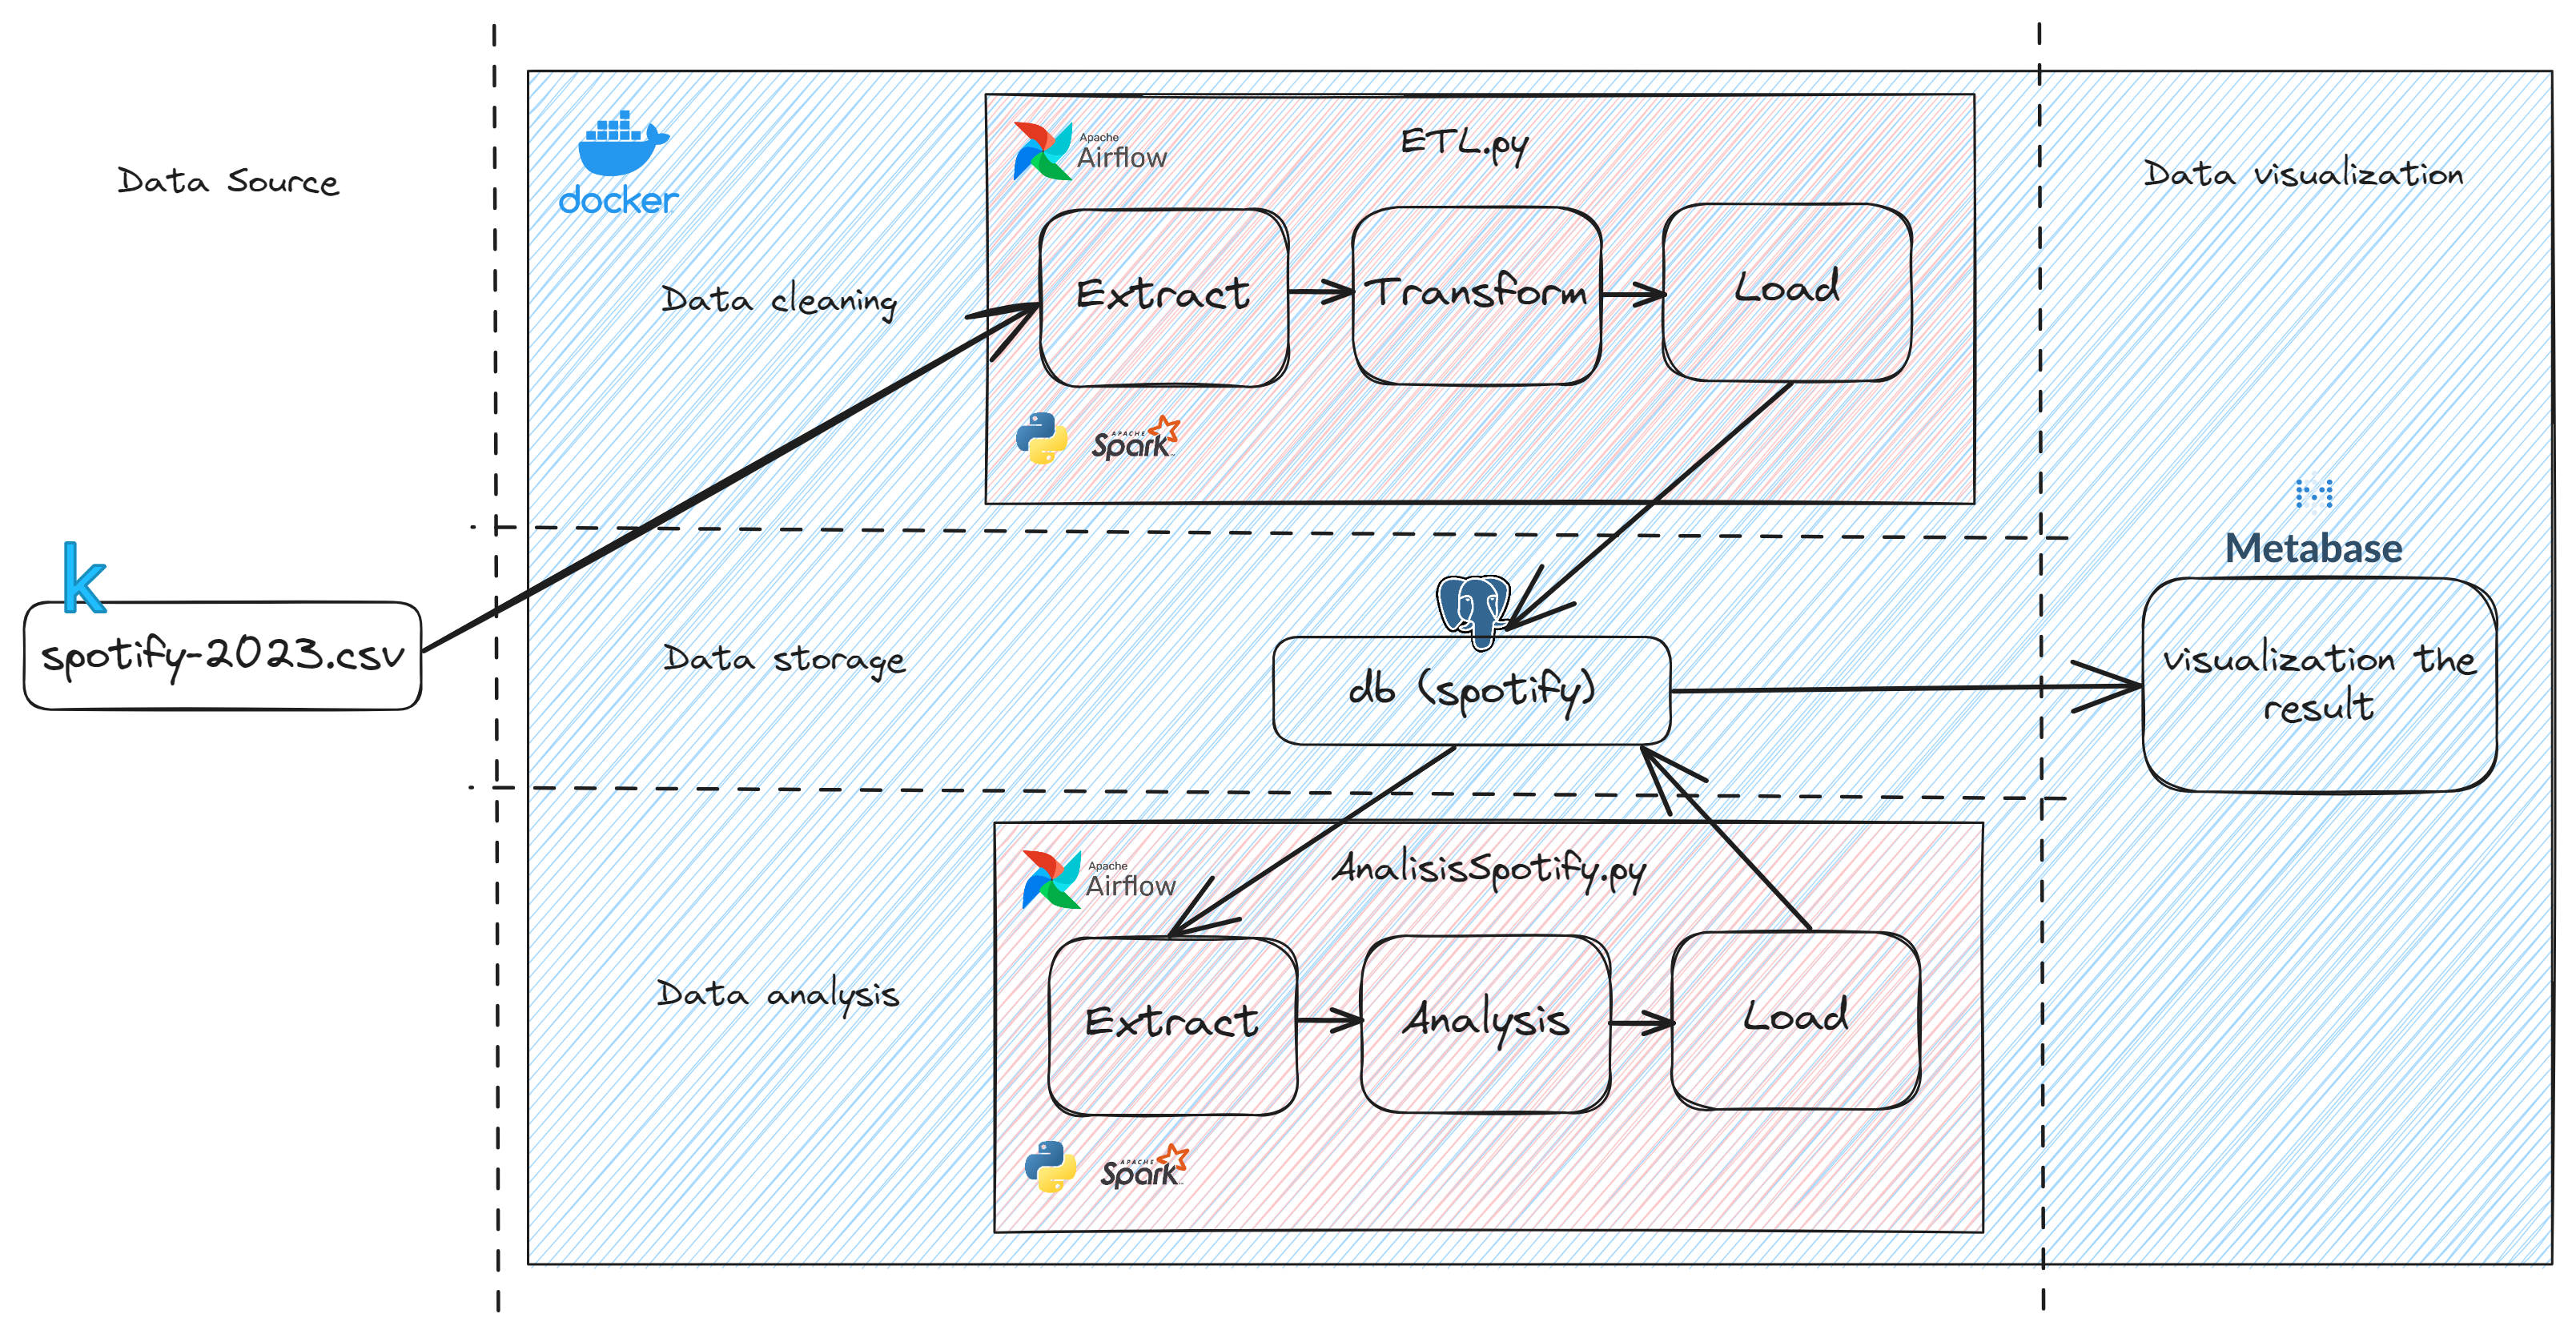 Data Source
k
spotify-2023.csv
docker
Data cleaning
Apache
Airflow
ETL.py
Extract
Transform
Load
APACHE
Spark
Data storage
db (spotify)
Data analysis
Apache
Airflow
AnalisisSpotify.py
Extract
Analysis
Load
APACHE
Spark
Data visualization
Metabase
visualization the
result